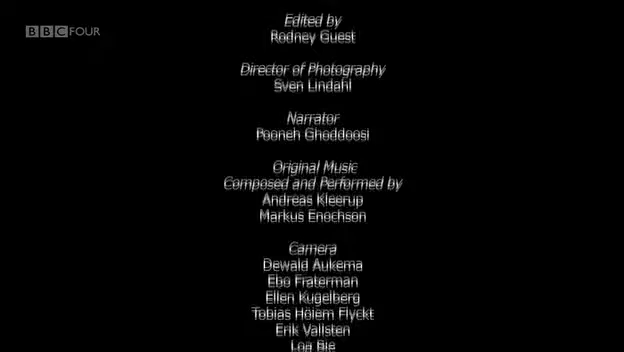 BBC FOUR
Edited by
Rodney Guest
Director of Photography
Sven Lindahl
Narrator
Pooneh Ghoddoosi
Original Music
Composed and Performed by
Andreas Kleerup
Markus Enochson
Camera
Dewald Aukema
Ebo Fraterman
Ellen Kugelberg
Tobias Höiem Flyckt
Erik Vallsten